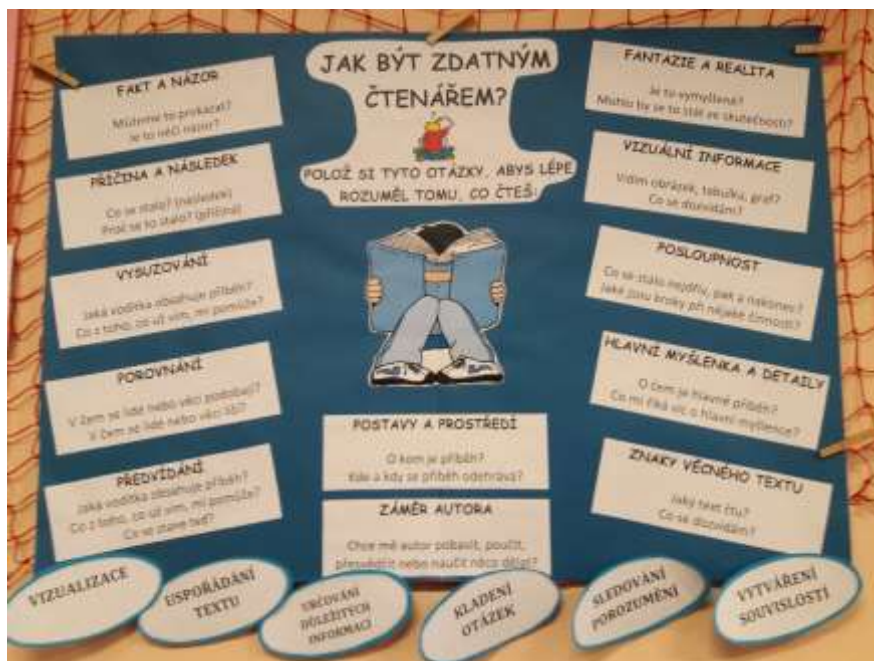 JAK BÝT ZDATNÝM
ČTENÁŘEM?
POLOŽ SI TYTO OTÁZKY, ABYS LÉPE
ROZUMĚL TOMU, CO ČTEŠ:
FAKT A NÁZOR
Můžeme to prokázat?
Je to něčí názor?
PŘÍČINA A NÁSLEDEK
Co se stalo? (následek)
Proč se to stalo? (příčina)
VYSUZOVÁNÍ
Jaká vodítka obsahuje příběh?
Co z toho, co už vím, mi pomůže?
POROVNÁNÍ
V čem se lidé nebo věci podobají?
V čem se lidé nebo věci liší?
PŘEDVÍDÁNÍ
Jaká vodítka obsahuje příběh?
Co z toho, co už vím, mi pomůže?
Co se stane teď?
POSTAVY A PROSTŘEDÍ
O kom je příběh?
Kde a kdy se příběh odehrává?
ZÁMĚR AUTORA
Chce mě autor pobavit, poučit,
přesvědčit nebo naučit něco dělat?
FANTAZIE A REALITA
Je to vymyšlené?
Mohlo by se to stát ve skutečnosti?
VIZUÁLNÍ INFORMACE
Vidím obrázek, tabulku, graf?
Co se dozvídám?
POSLOUPNOST
Co se stalo nejdřív, pak a nakonec?
Jaké jsou kroky při nějaké činnosti?
HLAVNÍ MYŠLENKA A DETAILY
O čem je hlavně příběh?
Co mi říká víc o hlavní myšlence?
ZNAKY VĚCNÉHO TEXTU
Jaký text čtu?
Co se dozvídám?
VIZUALIZACE
USPOŘÁDÁNÍ
TEXTU
URČOVÁNÍ
DŮLEŽITÝCH
INFORMACÍ
KLADENÍ
OTÁZEK
SLEDOVÁNÍ
POROZUMĚNÍ
VYTVÁŘENÍ
SOUVISLOSTÍ